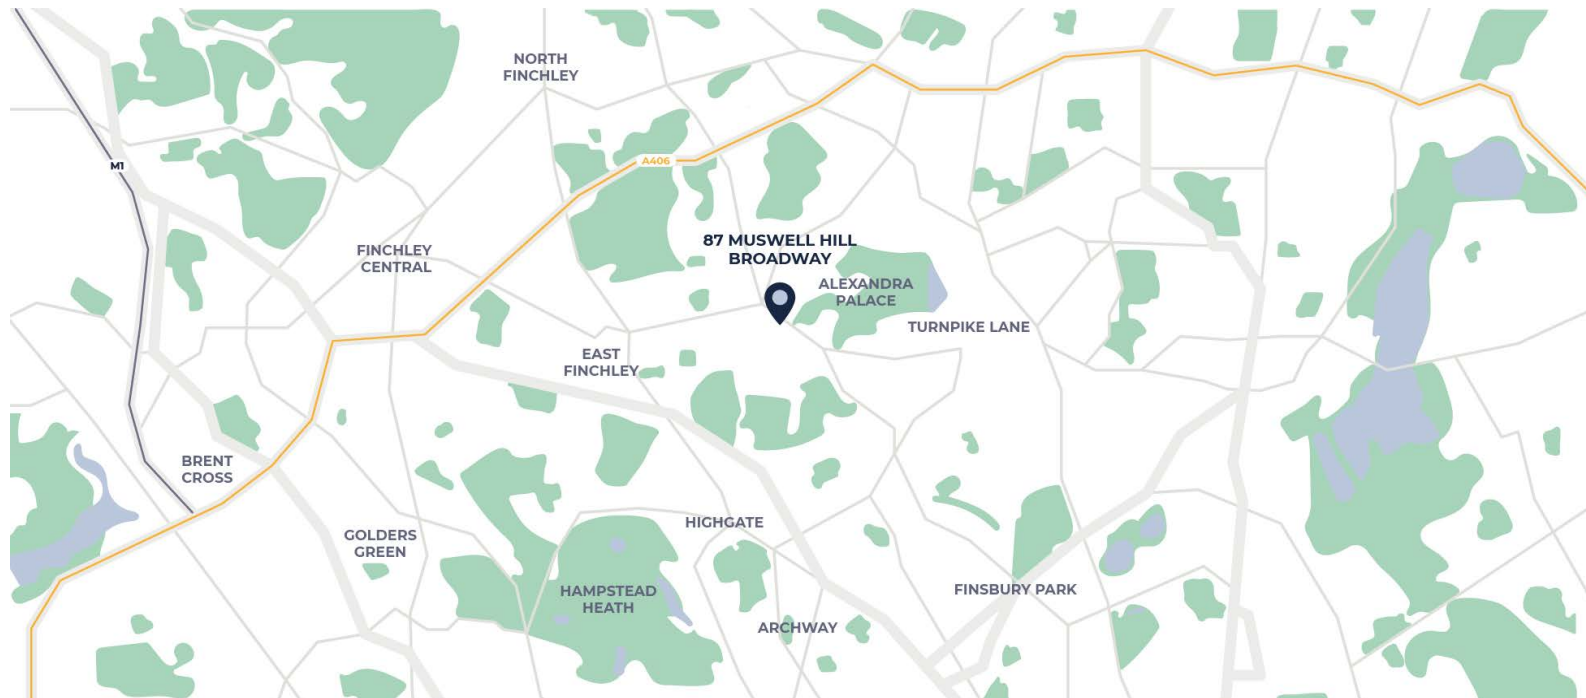 NORTH
FINCHLEY
M1
A406
FINCHLEY
CENTRAL
87 MUSWELL HILL
BROADWAY
ALEXANDRA
PALACE
TURNPIKE LANE
EAST
FINCHLEY
BRENT
CROSS
HIGHGATE
GOLDERS
GREEN
HAMPSTEAD
HEATH
FINSBURY PARK
ARCHWAY